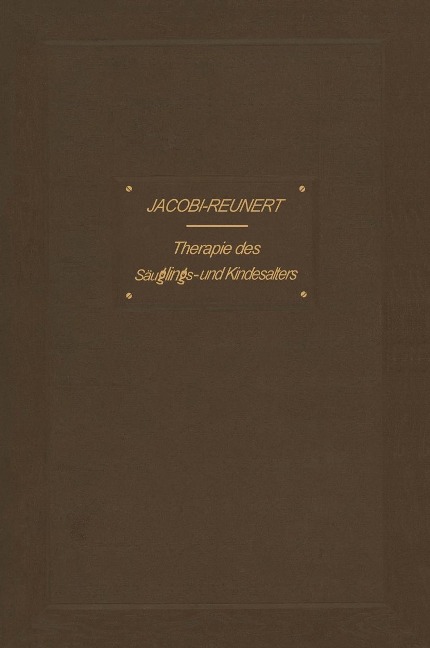 JACOBI-REUNERT
Therapie des
Säuglings-und Kindesalters